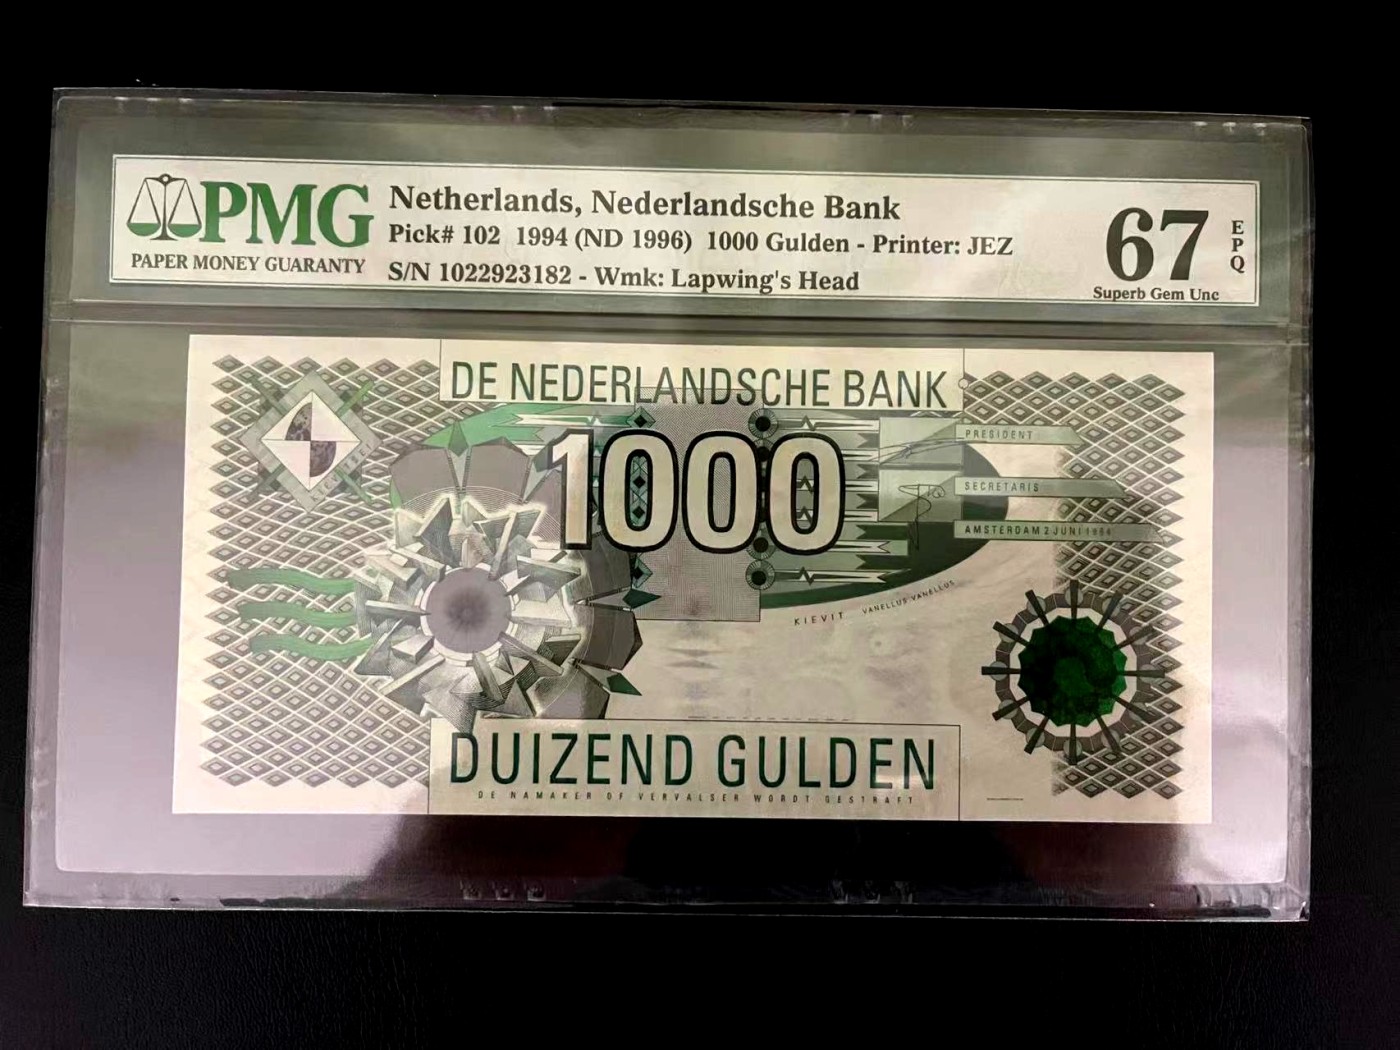 PMG
PAPER MONEY GUARANTY
Netherlands, Nederlandsche Bank
Pick# 102 1994 (ND 1996) 1000 Gulden - Printer: JEZ
S/N 1022923182 - Wmk: Lapwing's Head
67
EPQ
Superb Gem Unc
DE NEDERLANDSCHE BANK
1000
PRESIDENT
SECRETARIS
AMSTERDAM 2 JUNI 1994
KIEVIT VANELLUS VANELLUS
DUIZEND GULDEN
DE NAMAKER OF VERVALSER WORDT GESTRAFT